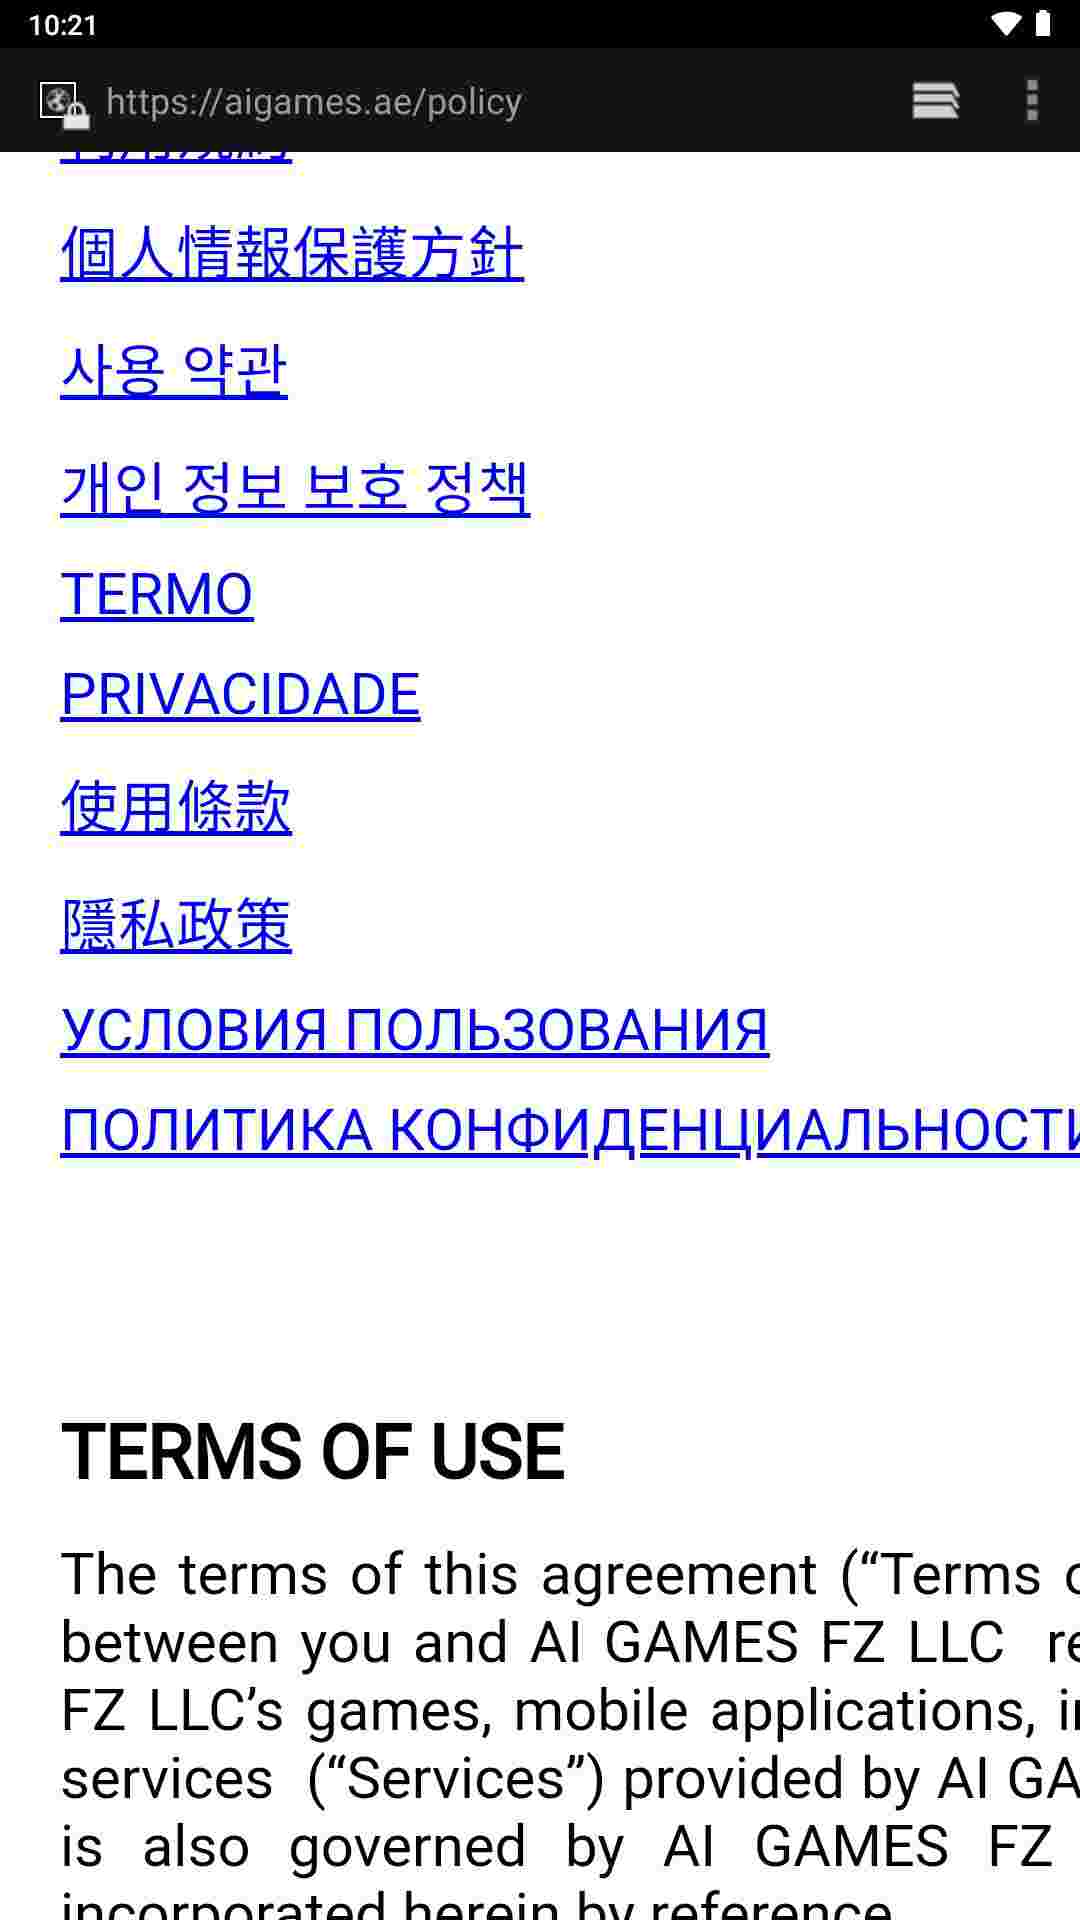 10:21
https://aigames.ae/policy
個人情報保護方針
사용 약관
개인 정보 보호 정책
TERMO
PRIVACIDADE
使用條款
隱私政策
УСЛОВИЯ ПОЛЬЗОВАНИЯ
ПОЛИТИКА КОНФИДЕНЦИАЛЬНОСТИ
TERMS OF USE
The terms of this agreement (“Terms
between you and AI GAMES FZ LLC
FZ LLC’s games, mobile applications,
services (“Services”) provided by AI
is also governed by AI GAMES FZ
incorporated herein by reference